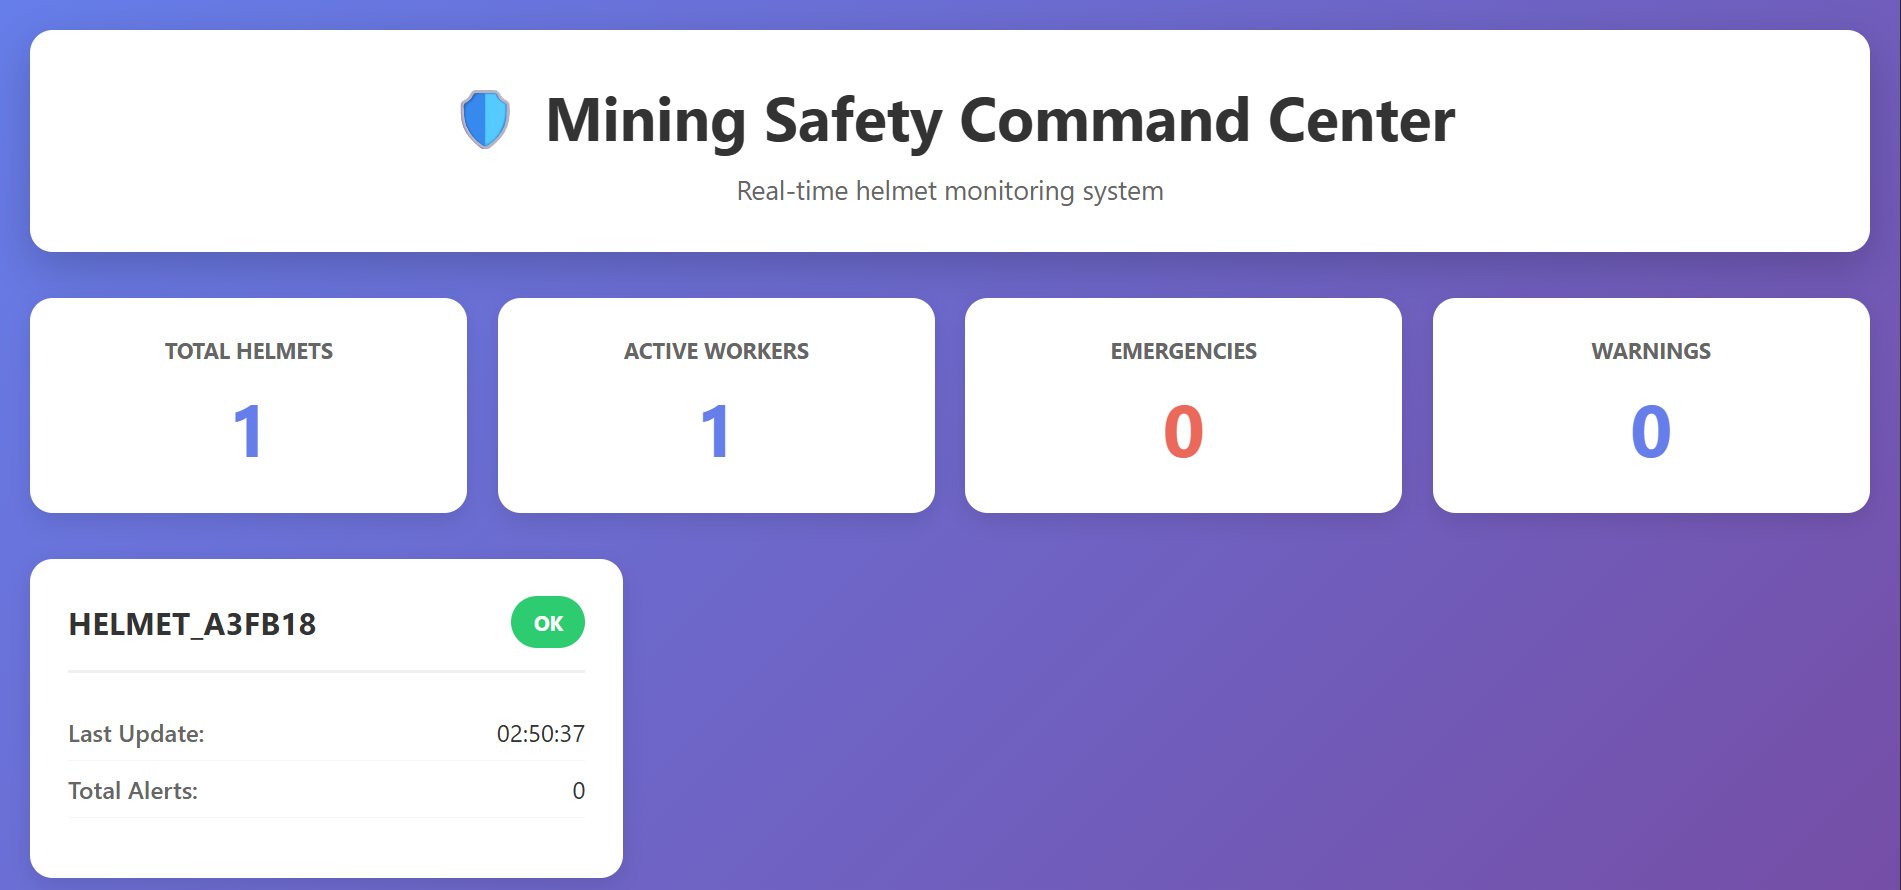 Mining Safety Command Center
Real-time helmet monitoring system
TOTAL HELMETS
1
ACTIVE WORKERS
1
EMERGENCIES
0
WARNINGS
0
HELMET_A3FB18
OK
Last Update: 02:50:37
Total Alerts: 0